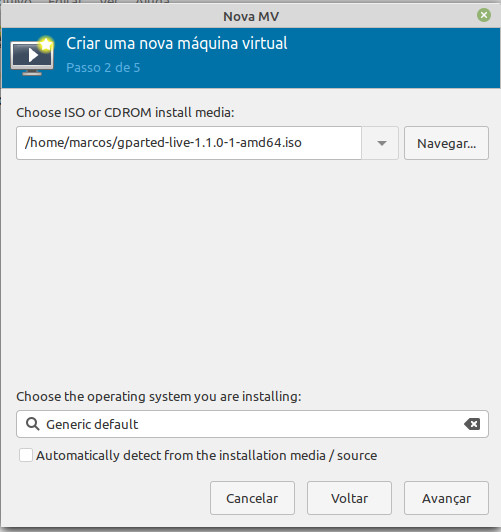 Nova MV
Criar uma nova máquina virtual
Passo 2 de 5
Choose ISO or CDROM install media:
/home/marcos/gparted-live-1.1.0-1-amd64.iso
Navegar...
Choose the operating system you are installing:
Generic default
Automatically detect from the installation media / source
Cancelar
Voltar
Avançar